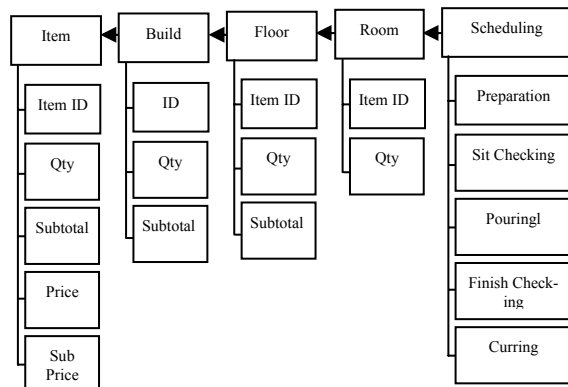 Item
Build
Floor
Room
Scheduling
Item ID
Qty
Subtotal
Price
Sub
Price
ID
Qty
Subtotal
Item ID
Qty
Subtotal
Item ID
Qty
Preparation
Sit Checking
Pouringl
Finish Check-
ing
Curring